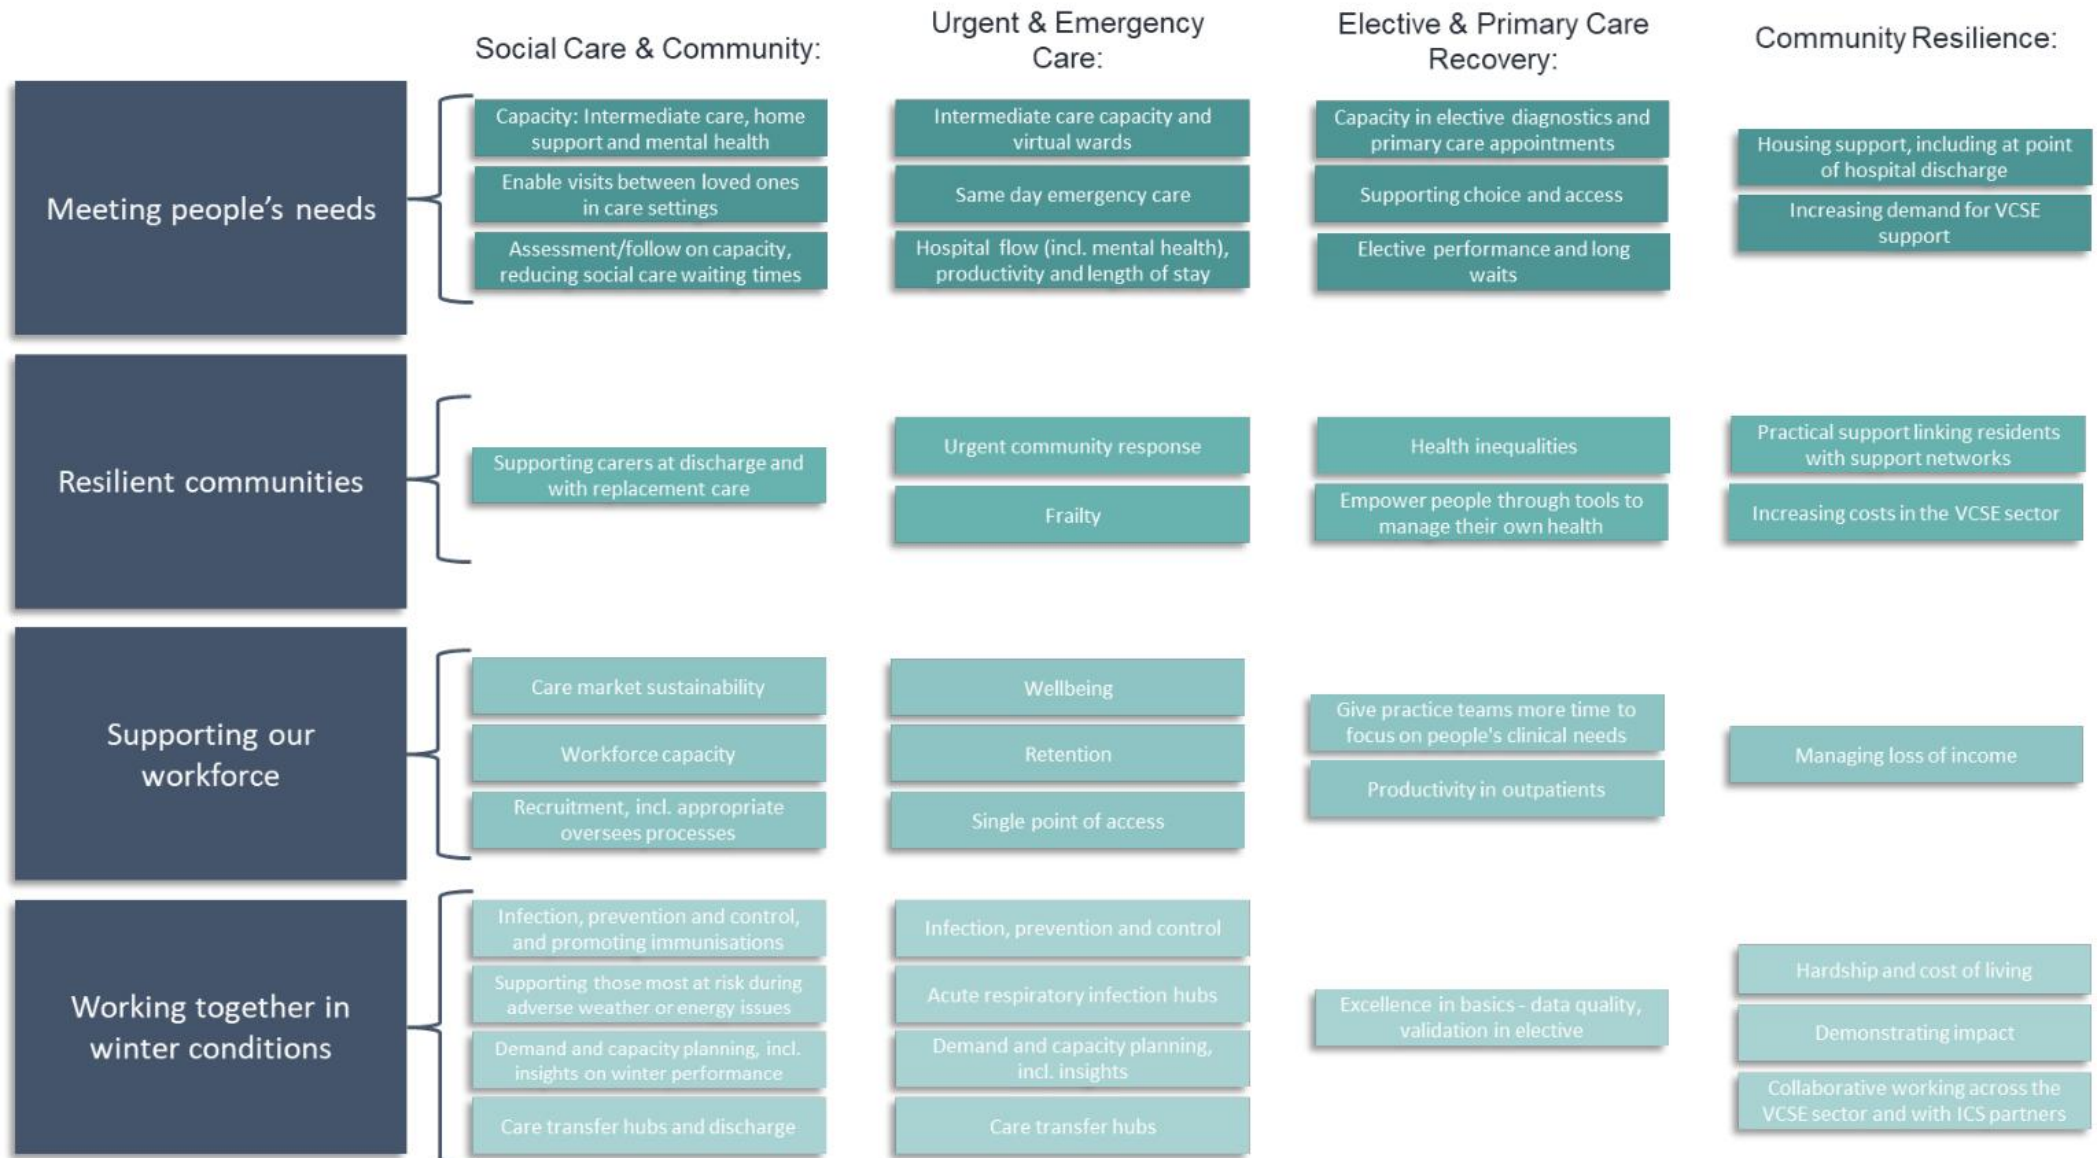 Social Care & Community:
Urgent & Emergency
Care:
Elective & Primary Care
Recovery:
Community Resilience:
Meeting people's needs
Capacity: Intermediate care, home
support and mental health
Enable visits between loved ones
in care settings
Assessment/follow on capacity,
reducing social care waiting times
Intermediate care capacity and
virtual wards
Same day emergency care
Hospital flow (incl. mental health),
productivity and length of stay
Capacity in elective diagnostics and
primary care appointments
Supporting choice and access
Elective performance and long
waits
Housing support, including at point
of hospital discharge
Increasing demand for VCSE
support
Resilient communities
Supporting carers at discharge and
with replacement care
Urgent community response
Frailty
Health inequalities
Empower people through tools to
manage their own health
Practical support linking residents
with support networks
Increasing costs in the VCSE sector
Supporting our
workforce
Care market sustainability
Workforce capacity
Recruitment, incl. appropriate
oversees processes
Wellbeing
Retention
Single point of access
Give practice teams more time to
focus on people's clinical needs
Productivity in outpatients
Managing loss of income
Working together in
winter conditions
Infection, prevention and control,
and promoting immunisations
Supporting those most at risk during
adverse weather or energy issues
Demand and capacity planning, incl.
insights on winter performance
Care transfer hubs and discharge
Infection, prevention and control
Acute respiratory infection hubs
Demand and capacity planning,
incl. insights
Care transfer hubs
Excellence in basics - data quality,
validation in elective
Hardship and cost of living
Demonstrating impact
Collaborative working across the
VCSE sector and with ICS partners